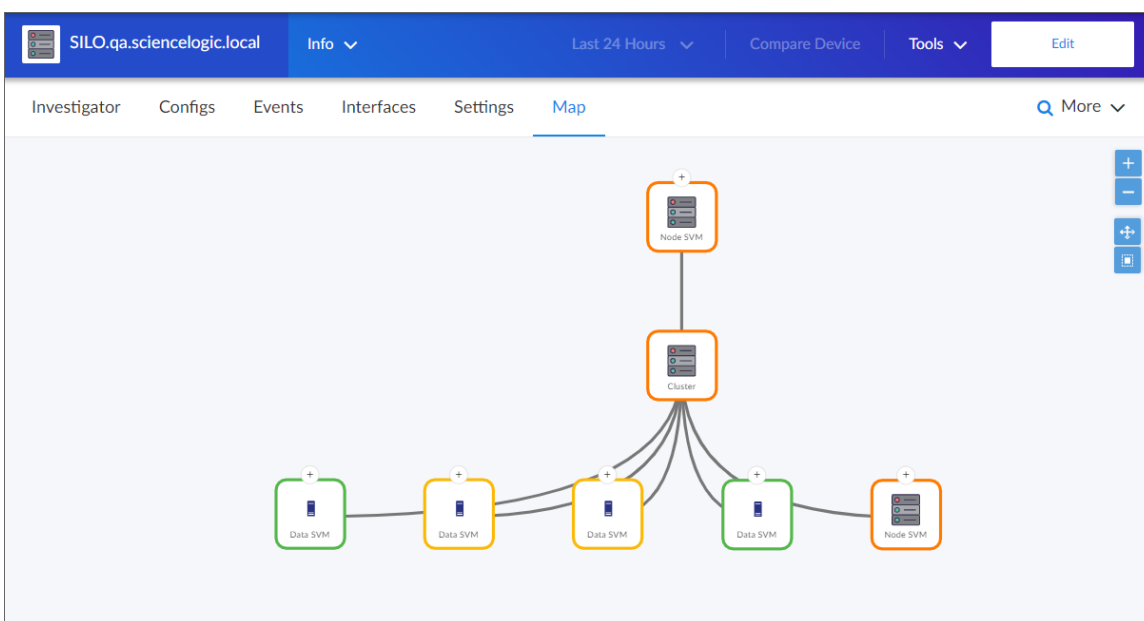 SILO.qa.sciencelogic.local Info Last 24 Hours Compare Device Tools Edit
Investigator Configs Events Interfaces Settings Map More
+
−
+
Node SVM
Cluster
+ + + + +
Data SVM Data SVM Data SVM Data SVM Node SVM